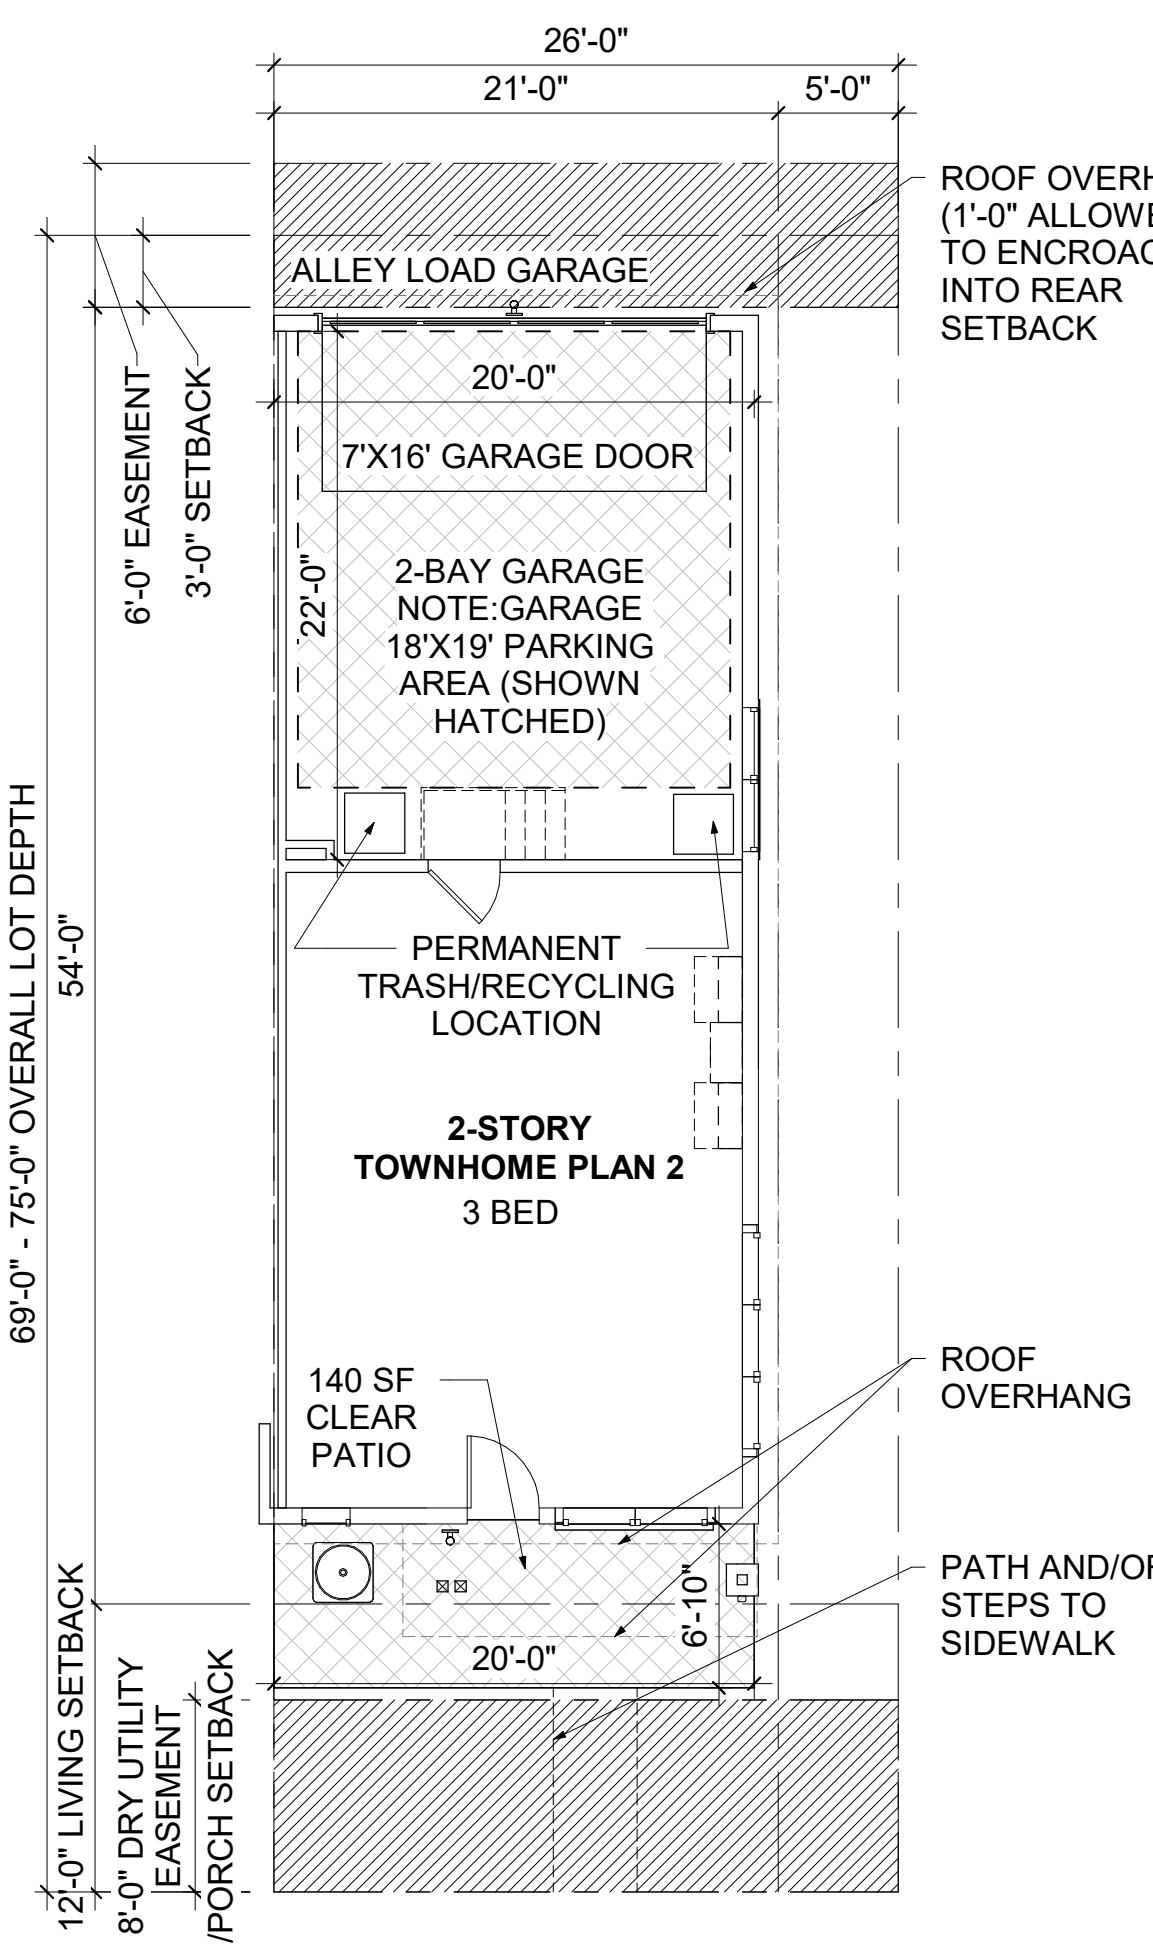 26'-0"
21'-0"
5'-0"
ROOF OVERH
(1'-0" ALLOWE
TO ENCROAC
INTO REAR
SETBACK
ALLEY LOAD GARAGE
20'-0"
7'X16' GARAGE DOOR
6'-0" EASEMENT
3'-0" SETBACK
22'-0"
2-BAY GARAGE
NOTE:GARAGE
18'X19' PARKING
AREA (SHOWN
HATCHED)
69'-0" - 75'-0" OVERALL LOT DEPTH
54'-0"
PERMANENT
TRASH/RECYCLING
LOCATION
2-STORY
TOWNHOME PLAN 2
3 BED
140 SF
CLEAR
PATIO
ROOF
OVERHANG
6'-10"
20'-0"
PATH AND/OR
STEPS TO
SIDEWALK
12'-0" LIVING SETBACK
8'-0" DRY UTILITY
EASEMENT
/PORCH SETBACK